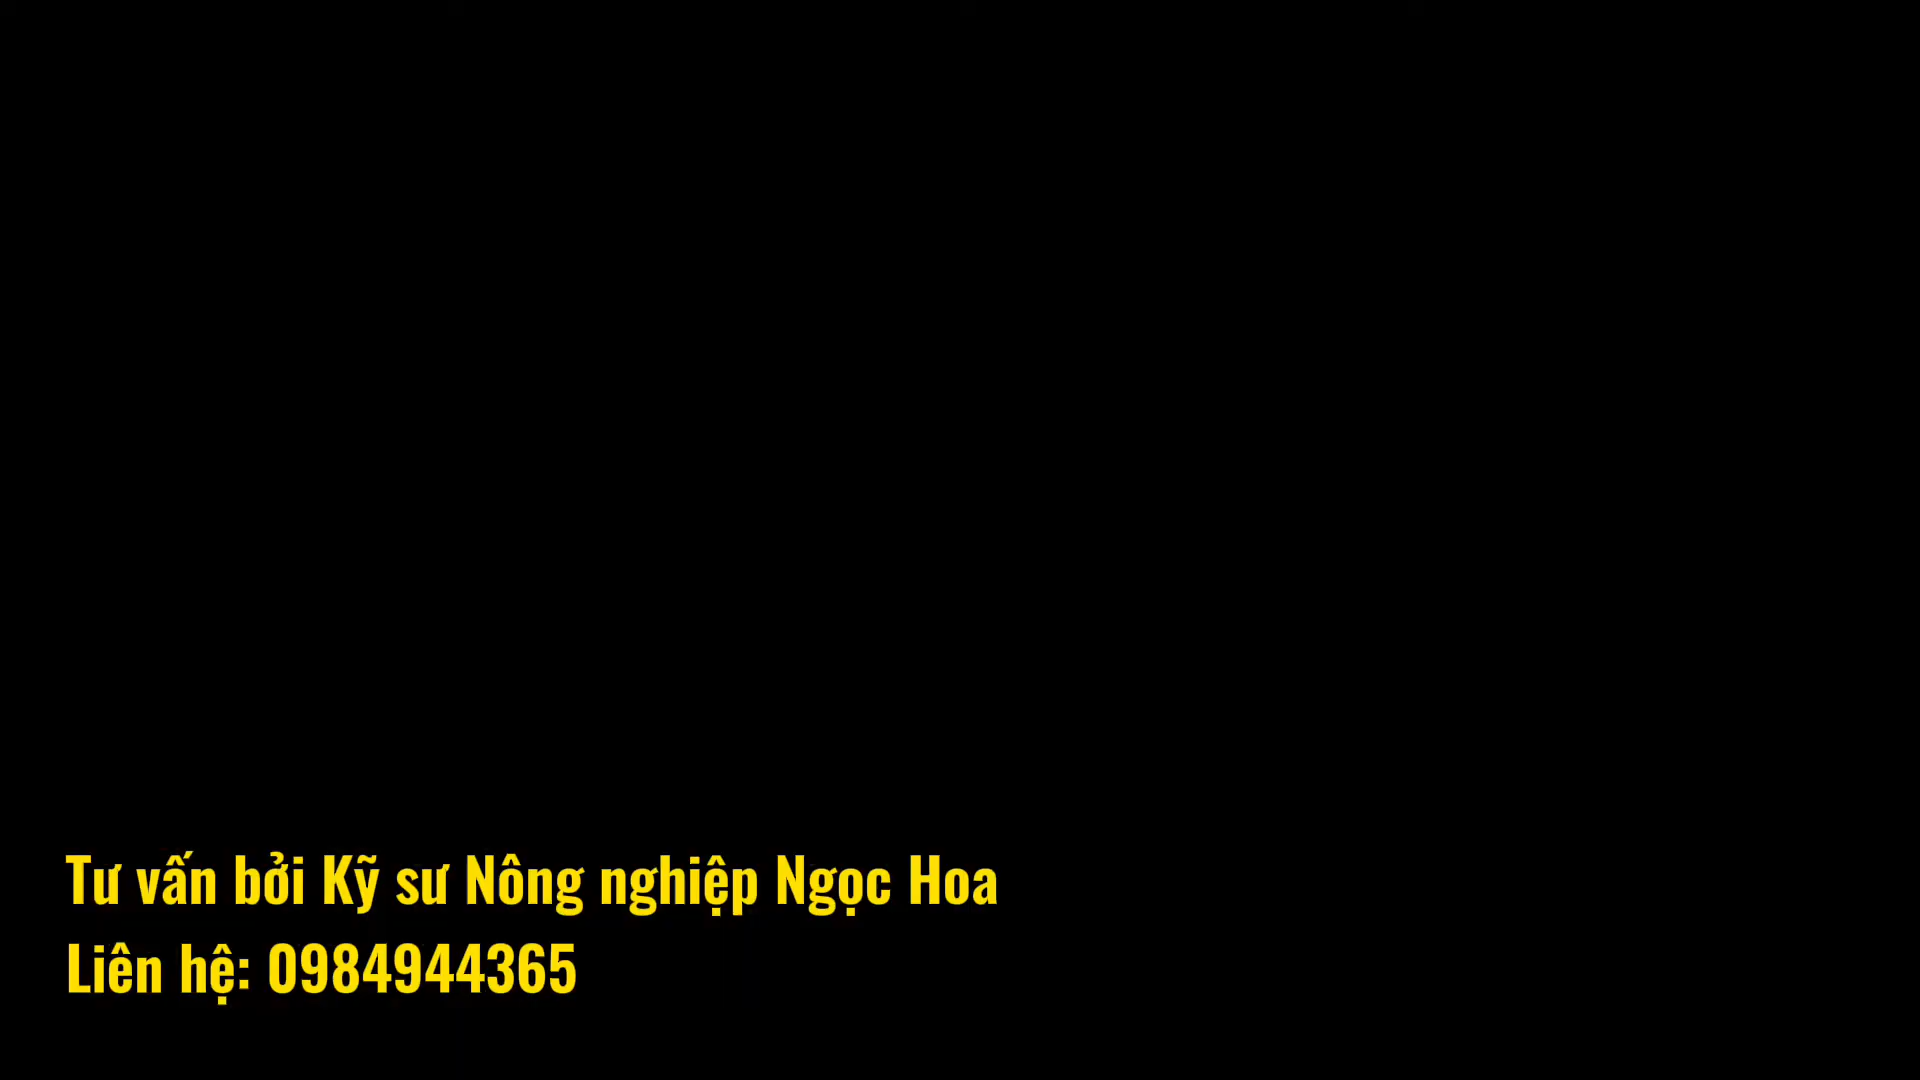 Tư vấn bởi Kỹ sư Nông nghiệp Ngọc Hoa
Liên hệ: 0984944365